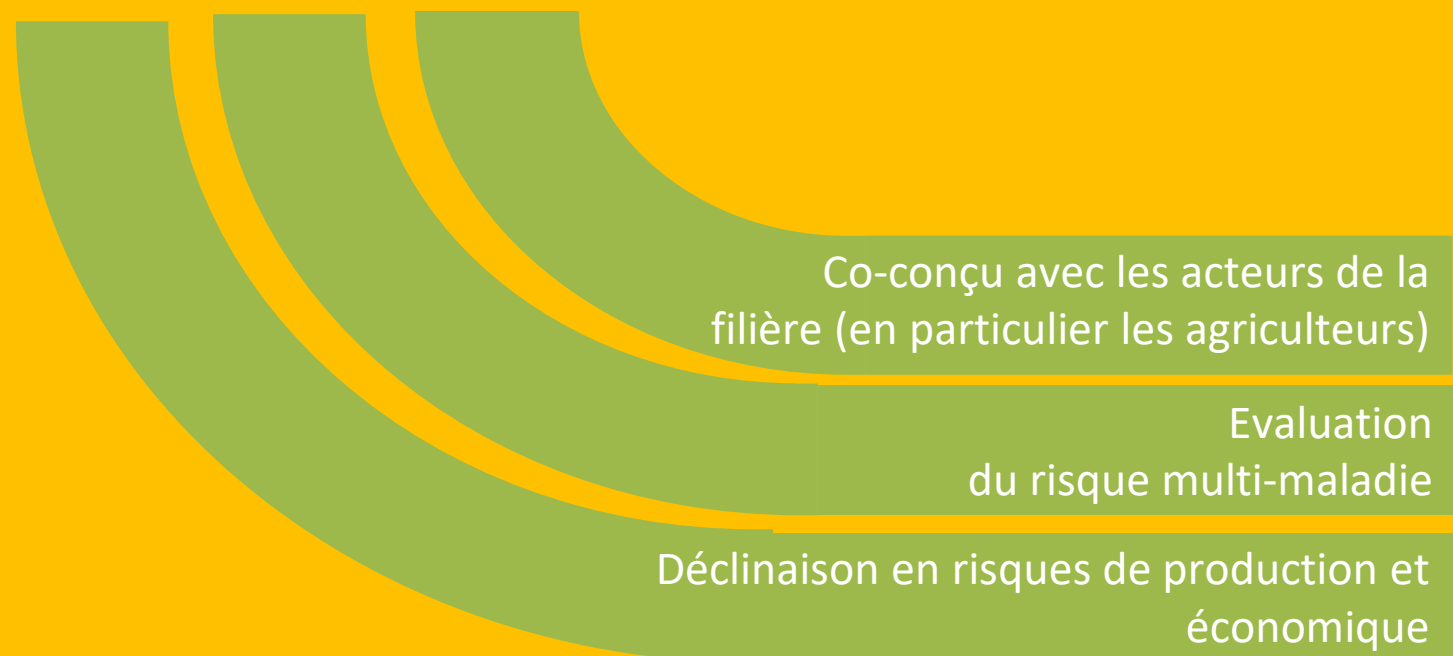 Co-conçu avec les acteurs de la
filière (en particulier les agriculteurs)
Evaluation
du risque multi-maladie
Déclinaison en risques de production et
économique